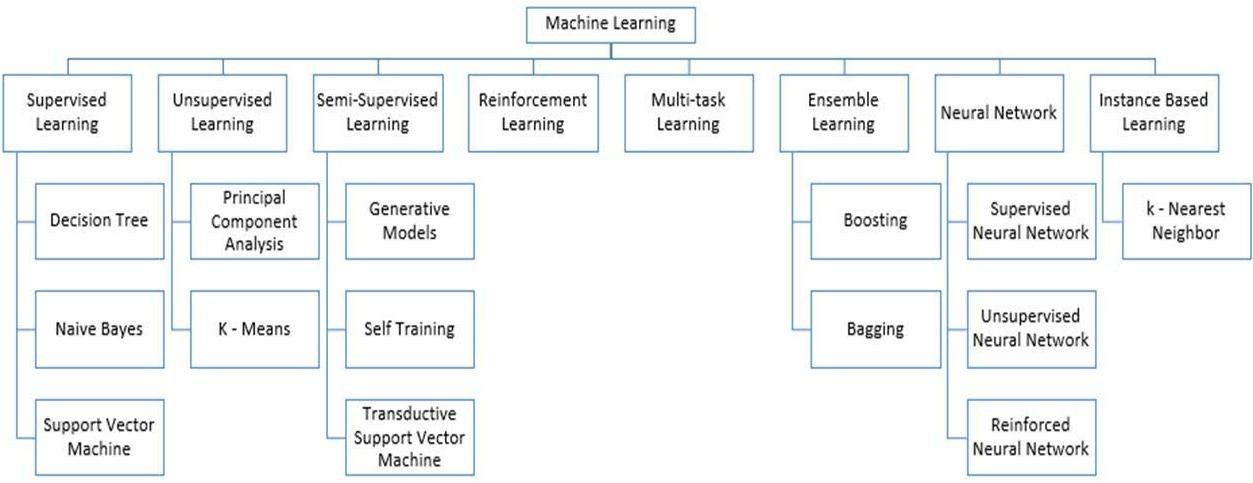 Machine Learning
Supervised
Learning
Unsupervised
Learning
Semi-Supervised
Learning
Reinforcement
Learning
Multi-task
Learning
Ensemble
Learning
Neural Network
Instance Based
Learning
Decision Tree
Naive Bayes
Support Vector
Machine
Principal
Component
Analysis
K - Means
Generative
Models
Self Training
Transductive
Support Vector
Machine
Boosting
Bagging
Supervised
Neural Network
Unsupervised
Neural Network
Reinforced
Neural Network
k - Nearest
Neighbor